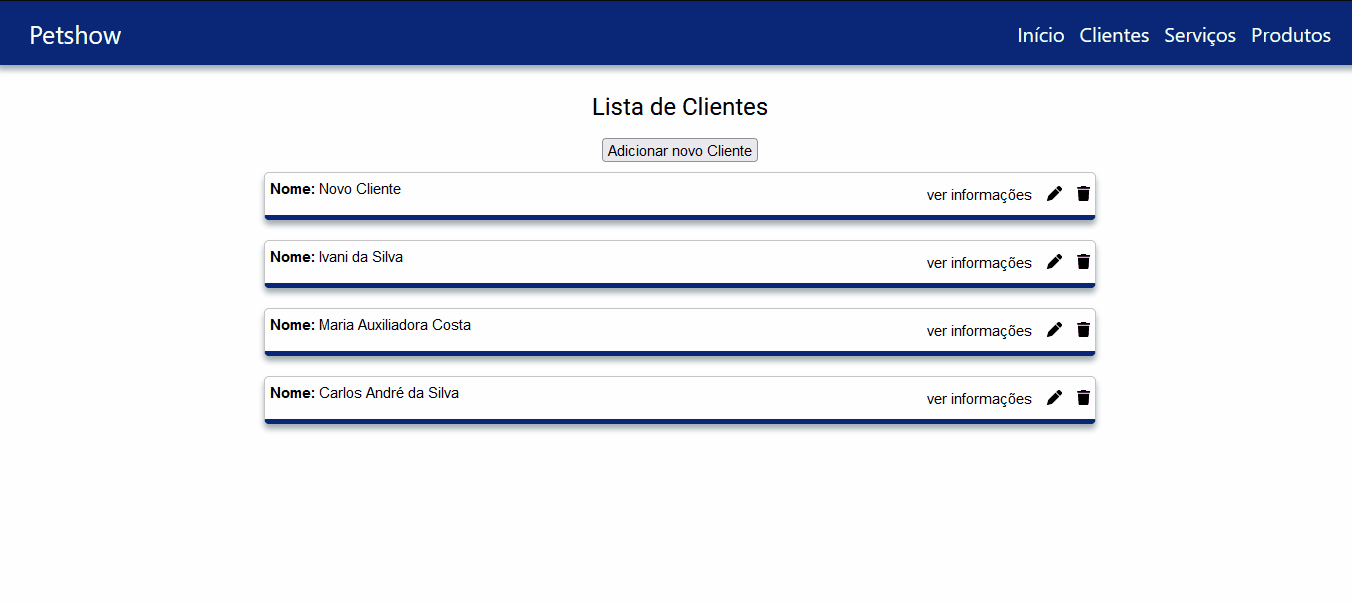 Petshow
Início Clientes Serviços Produtos
Lista de Clientes
Adicionar novo Cliente
Nome: Novo Cliente
ver informações
Nome: Ivani da Silva
ver informações
Nome: Maria Auxiliadora Costa
ver informações
Nome: Carlos André da Silva
ver informações